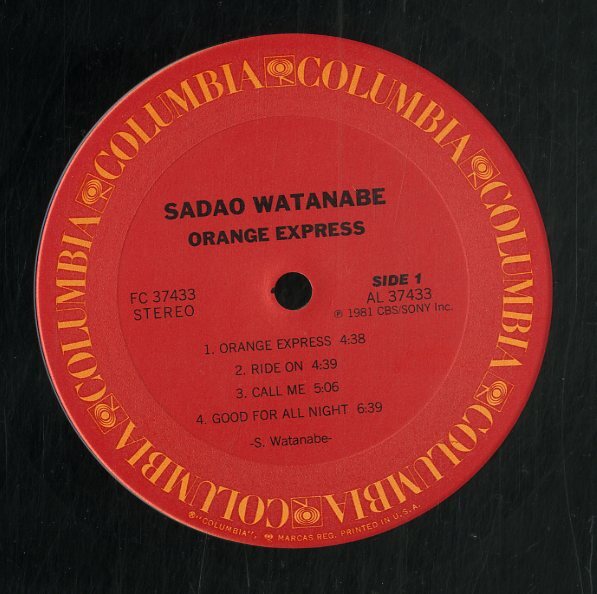 COLUMBIA COLUMBIA COLUMBIA COLUMBIA COLUMBIA COLUMBIA COLUMBIA
SADAO WATANABE
ORANGE EXPRESS
FC 37433
STEREO
SIDE 1
AL 37433
℗ 1981 CBS/SONY Inc.
1. ORANGE EXPRESS 4:38
2. RIDE ON 4:39
3. CALL ME 5:06
4. GOOD FOR ALL NIGHT 6:39
-S. Watanabe-
®"COLUMBIA", MARCAS REG. PRINTED IN U.S.A.